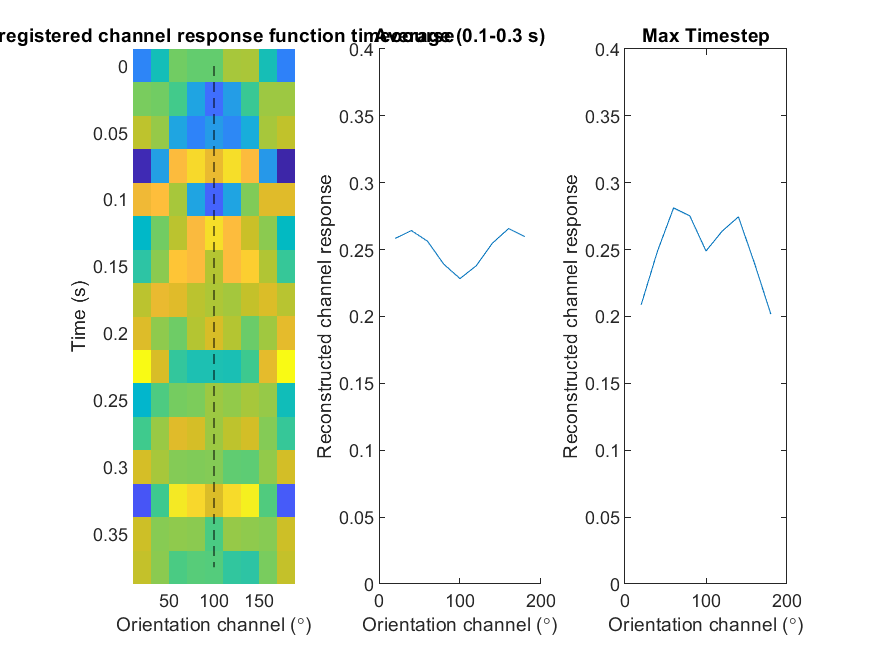 registered channel response function timecourse
Average (0.1-0.3 s)
Max Timestep
0
0.05
0.1
0.15
0.2
0.25
0.3
0.35
Time (s)
50 100 150
Orientation channel (°)
0.4
0.35
0.3
0.25
0.2
0.15
0.1
0.05
0
Reconstructed channel response
0 100 200
Orientation channel (°)
0.4
0.35
0.3
0.25
0.2
0.15
0.1
0.05
0
Reconstructed channel response
0 100 200
Orientation channel (°)